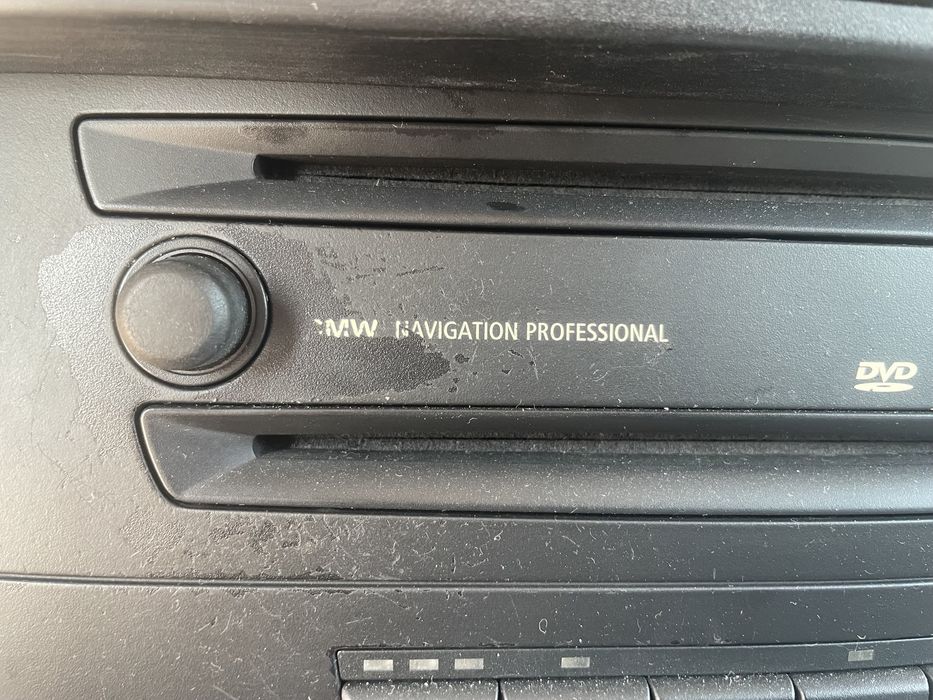 BMW NAVIGATION PROFESSIONAL
DVD